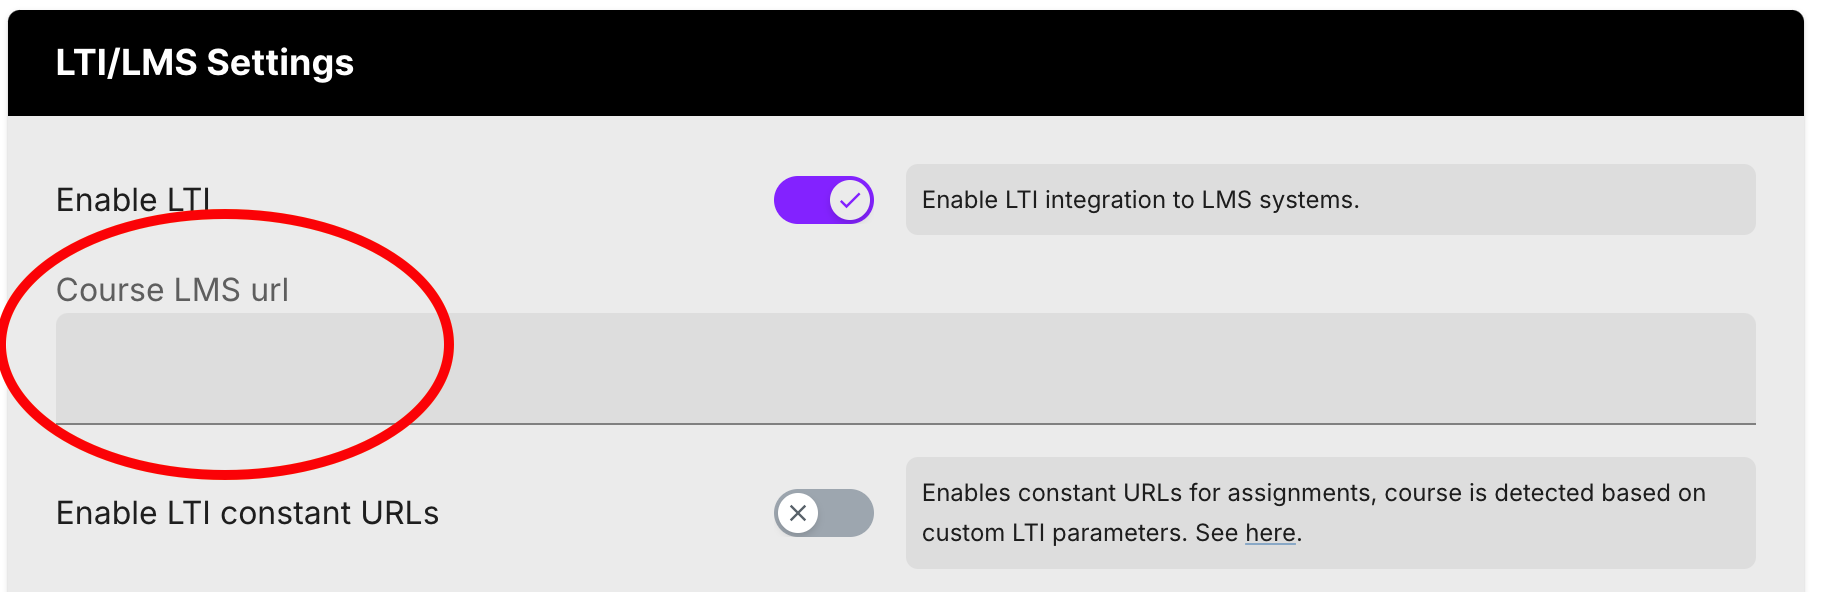 LTI/LMS Settings
Enable LTI
Enable LTI integration to LMS systems.
Course LMS url
Enable LTI constant URLs
Enables constant URLs for assignments, course is detected based on
custom LTI parameters. See here.